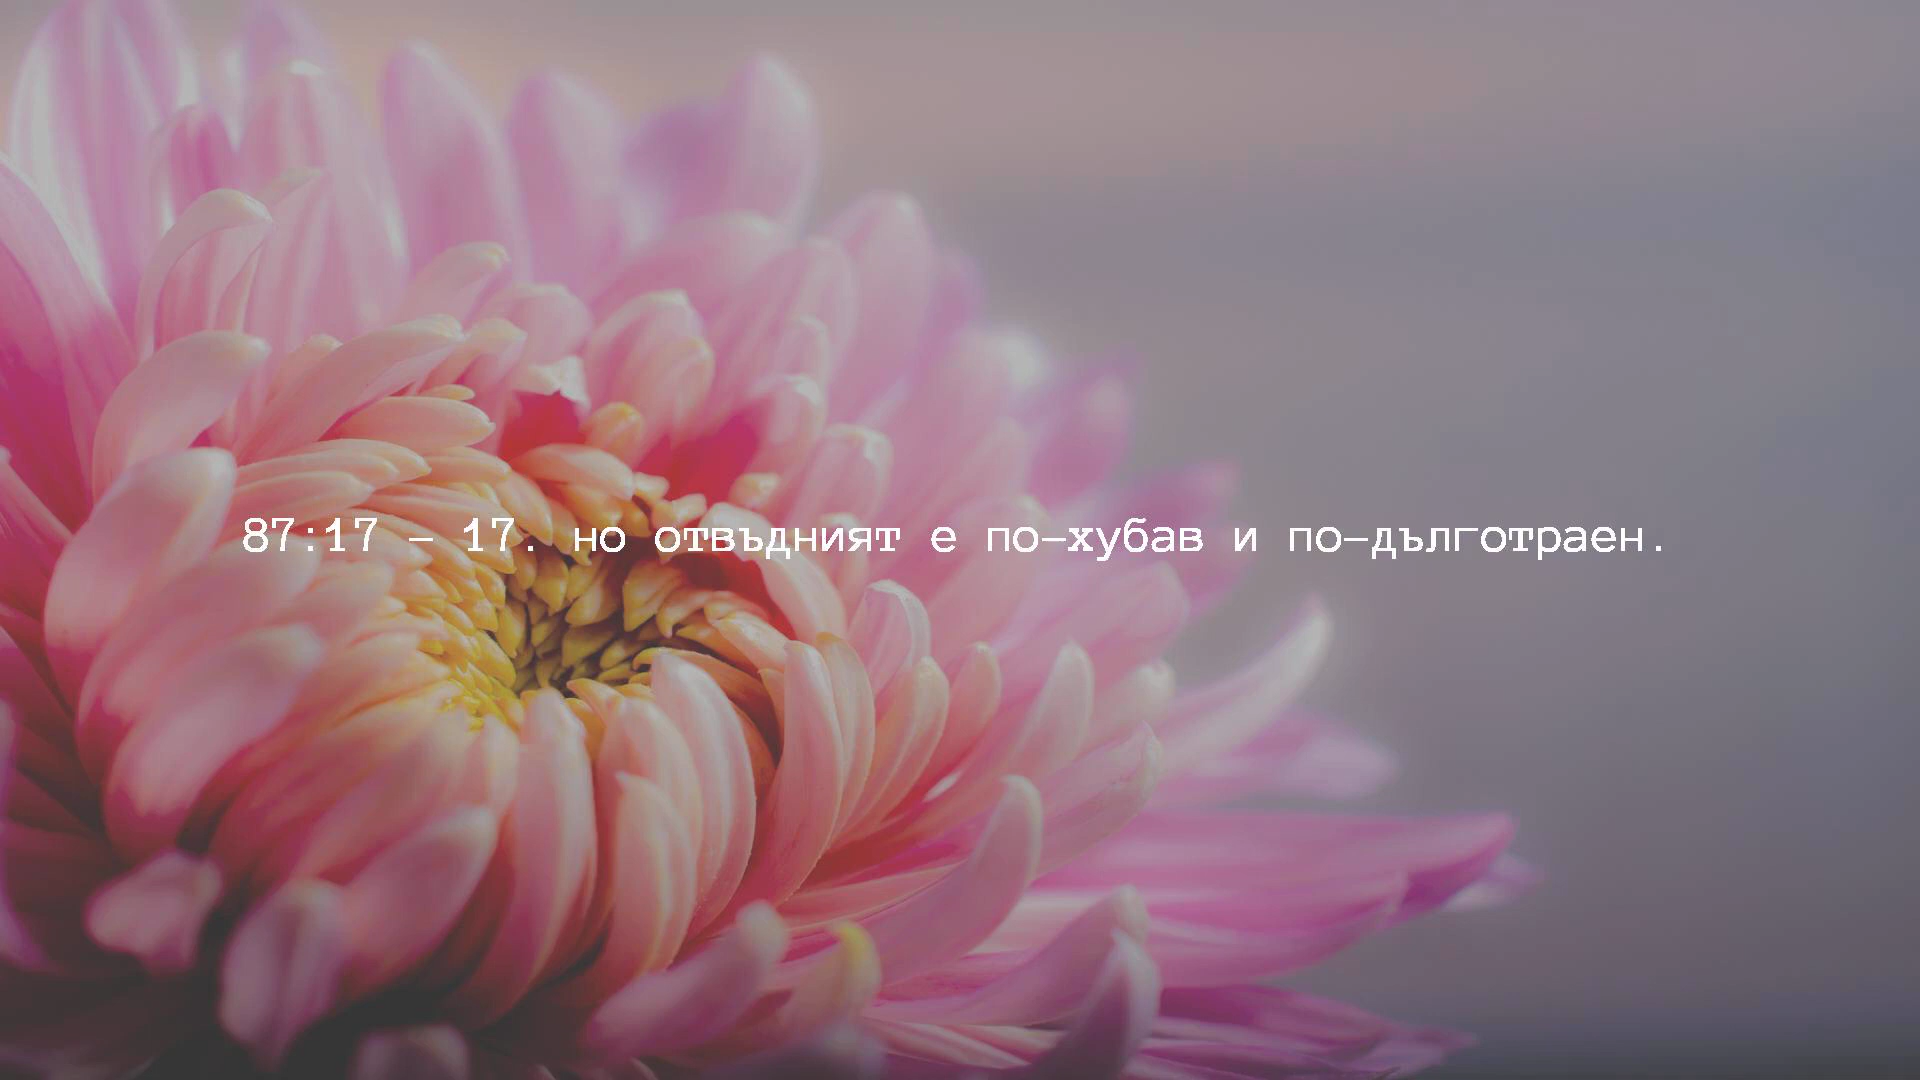 87:17 – 17. но отвъдният е по–хубав и по–дълготраен.